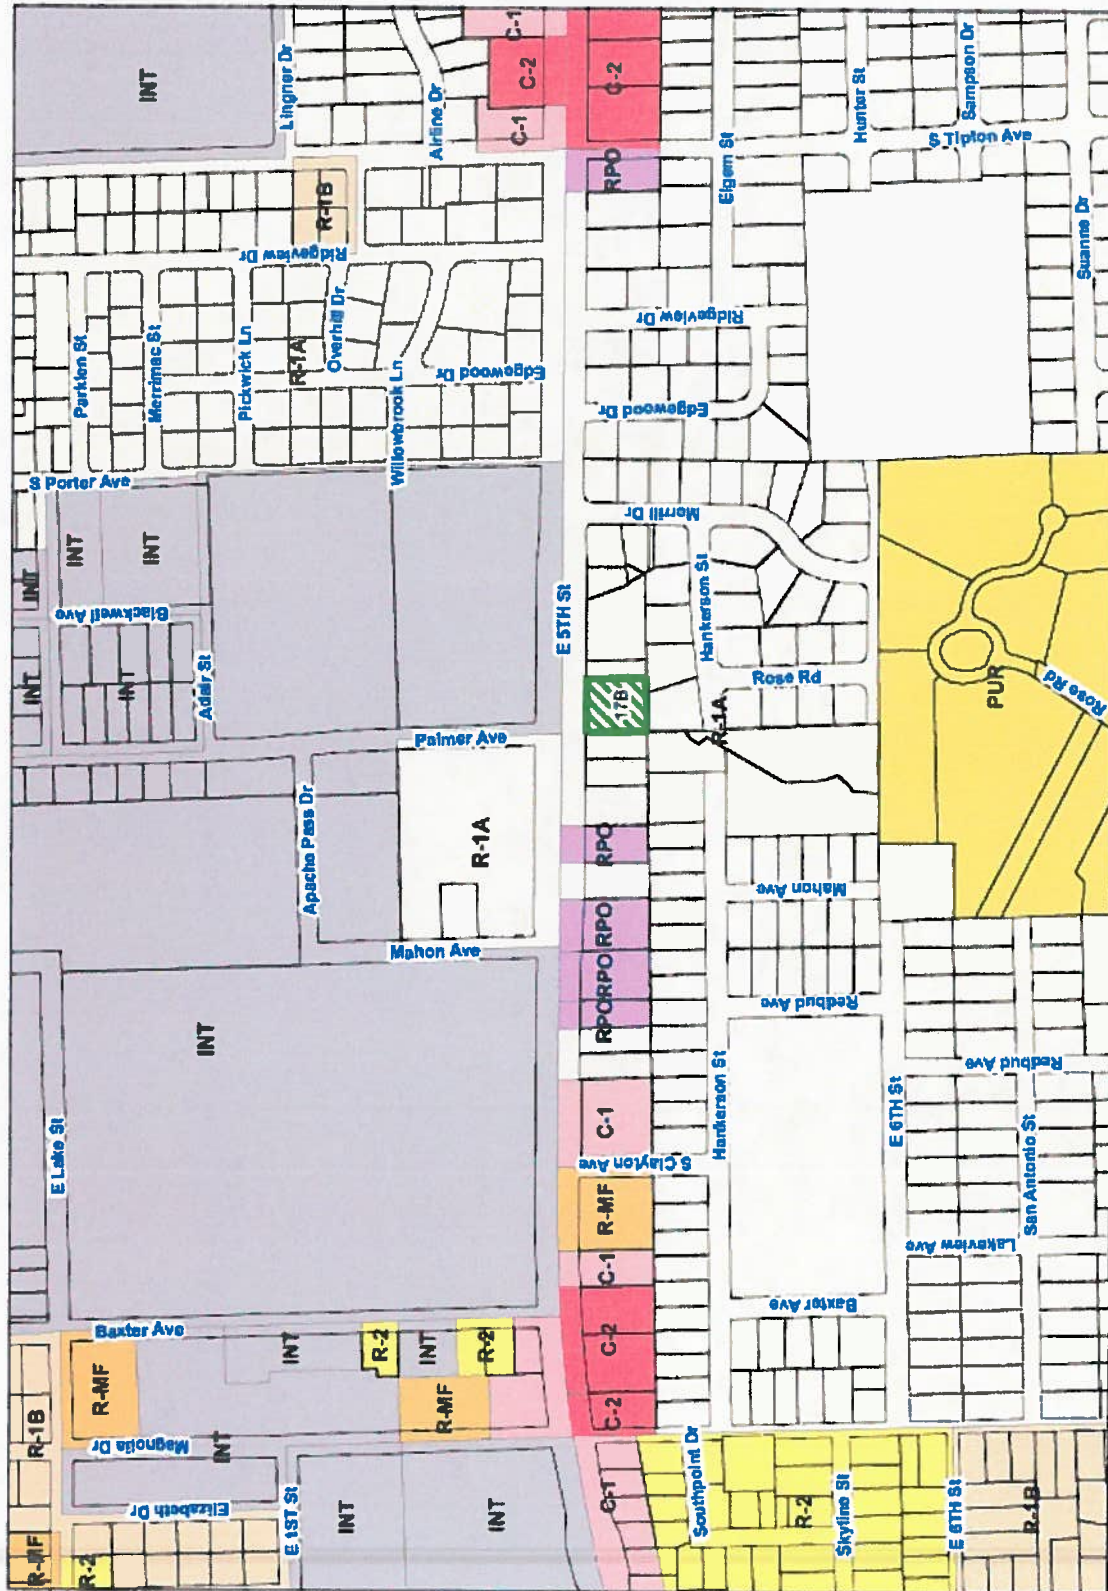 INT
Lingner Dr
Airline Dr
C-1
C-2
C-1
C-2
RPO
Elgen St
Hunter St
Sampson Dr
S Tipton Ave
Suanne Dr
R-1B
Ridgeview Dr
Parklon St
Merrimac St
Pickwick Ln
R-1A
Overhill Dr
Willowbrook Ln
Edgewood Dr
Ridgeview Dr
Edgewood Dr
S Porter Ave
INT
INT
INT
Blackwell Ave
INT
INT
Adair St
E 5TH St
Merrill Dr
Hankerson St
Rose Rd
17B
R-1A
PUR
Rose Rd
Palmer Ave
Apache Pass Dr
R-1A
Mahon Ave
RPO
RPO
RPO
RPO
Mahon Ave
Redbud Ave
Redbud Ave
INT
E Lake St
C-1
S Clayton Ave
Hankerson St
E 6TH St
San Antonio St
Lakeview Ave
R-MF
C-1
C-2
C-2
Baxter Ave
Baxter Ave
R-MF
INT
R-2
INT
R-2
R-MF
R-1B
Magnolia Dr
INT
Elizabeth Dr
E 1ST St
R-MF
R-2
INT
INT
C-1
Southpoint Dr
R-2
Skyline St
E 6TH St
R-1B